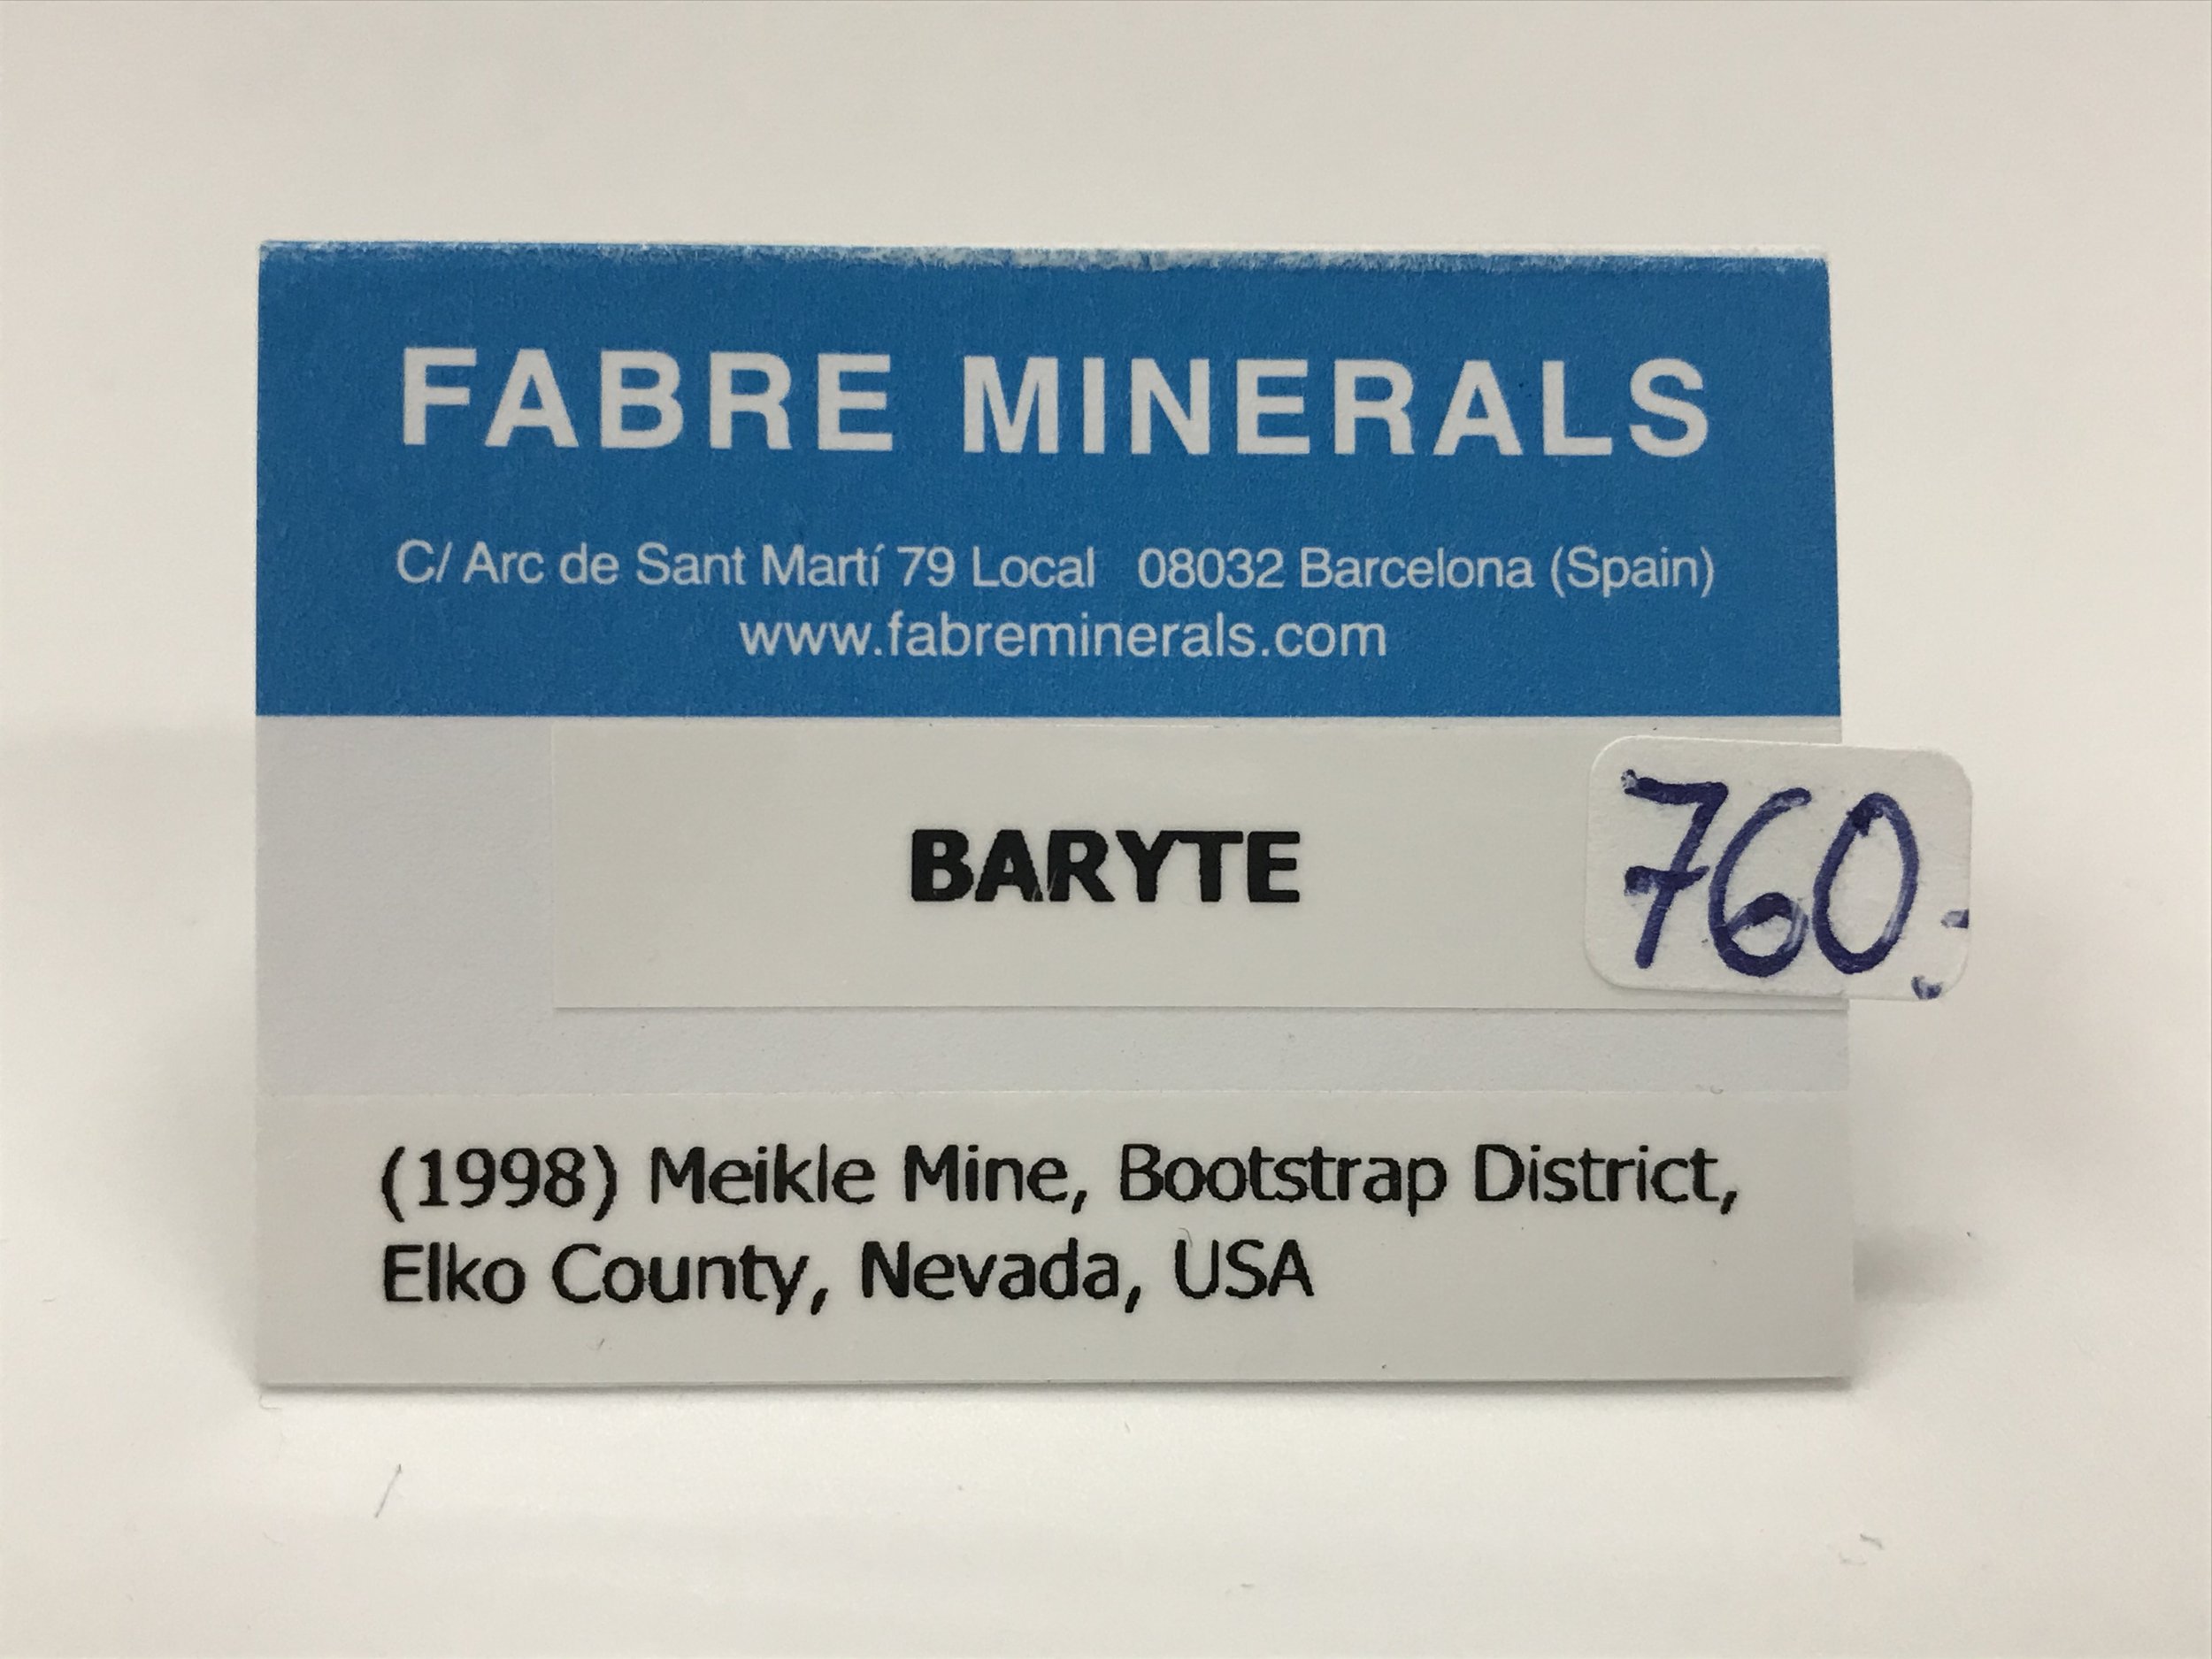 FABRE MINERALS
C/ Arc de Sant Martí 79 Local 08032 Barcelona (Spain)
www.fabreminerals.com
BARYTE
760.-
(1998) Meikle Mine, Bootstrap District,
Elko County, Nevada, USA